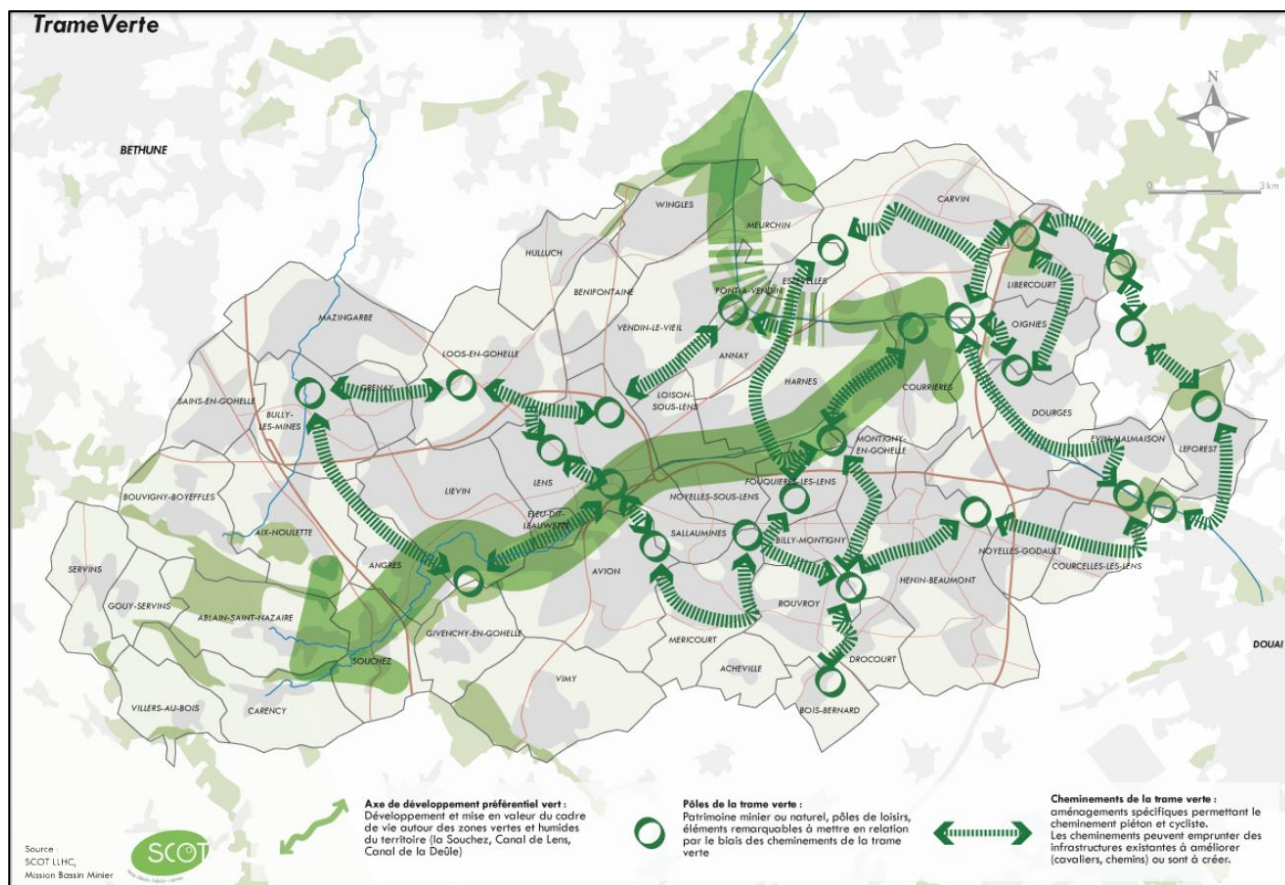 TrameVerte
N
BETHUNE
0 3 km
CARVIN
WINGLES
MEURCHIN
HULLUCH
LIBERCOURT
ESTEVELLES
BENIFONTAINE
PONT-A-VENDIN
OIGNIES
MAZINGARBE
VENDIN-LE-VIEIL
LOOS-EN-GOHELLE
ANNAY
HARNES
COURRIERES
GRENAY
LOISON-
SOUS-LENS
SAINS-EN-GOHELLE
BULLY-
LES-MINES
DOURGES
EVIN-MALMAISON
MONTIGNY-
EN-GOHELLE
LEFOREST
LENS
FOUQUIERES-LES-LENS
LIEVIN
NOYELLES-SOUS-LENS
BOUVIGNY-BOYEFFLES
ELEU-DIT-
LEAUWETTE
AIX-NOULETTE
SALLAUMINES
BILLY-MONTIGNY
NOYELLES-GODAULT
ANGRES
AVION
COURCELLES-LES-LENS
SERVINS
HENIN-BEAUMONT
GOUY-SERVINS
ROUVROY
ABLAIN-SAINT-NAZAIRE
GIVENCHY-EN-GOHELLE
MERICOURT
DOUAI
SOUCHEZ
DROCOURT
ACHEVILLE
VIMY
VILLERS-AU-BOIS
CARENCY
BOIS-BERNARD
Axe de développement préférentiel vert :
Développement et mise en valeur du cadre
de vie autour des zones vertes et humides
du territoire (la Souchez, Canal de Lens,
Canal de la Deûle)
Pôles de la trame verte :
Patrimoine minier ou naturel, pôles de loisirs,
éléments remarquables à mettre en relation
par le biais des cheminements de la trame
verte
Cheminements de la trame verte :
aménagements spécifiques permettant le
cheminement piéton et cycliste.
Les cheminements peuvent emprunter des
infrastructures existantes à améliorer
(cavaliers, chemins) ou sont à créer.
Source :
SCOT LLHC,
Mission Bassin Minier
SCOT